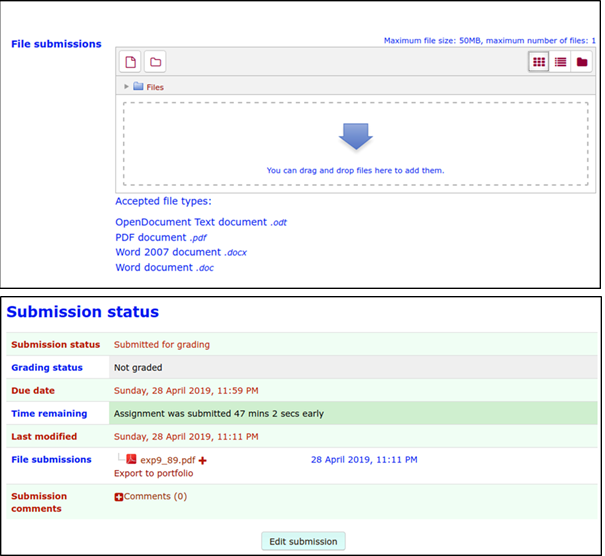 Maximum file size: 50MB, maximum number of files: 1
File submissions
Files
You can drag and drop files here to add them.
Accepted file types:
OpenDocument Text document .odt
PDF document .pdf
Word 2007 document .docx
Word document .doc
Submission status
Submission status Submitted for grading
Grading status Not graded
Due date Sunday, 28 April 2019, 11:59 PM
Time remaining Assignment was submitted 47 mins 2 secs early
Last modified Sunday, 28 April 2019, 11:11 PM
File submissions exp9_89.pdf 28 April 2019, 11:11 PM
Export to portfolio
Submission Comments (0)
comments
Edit submission